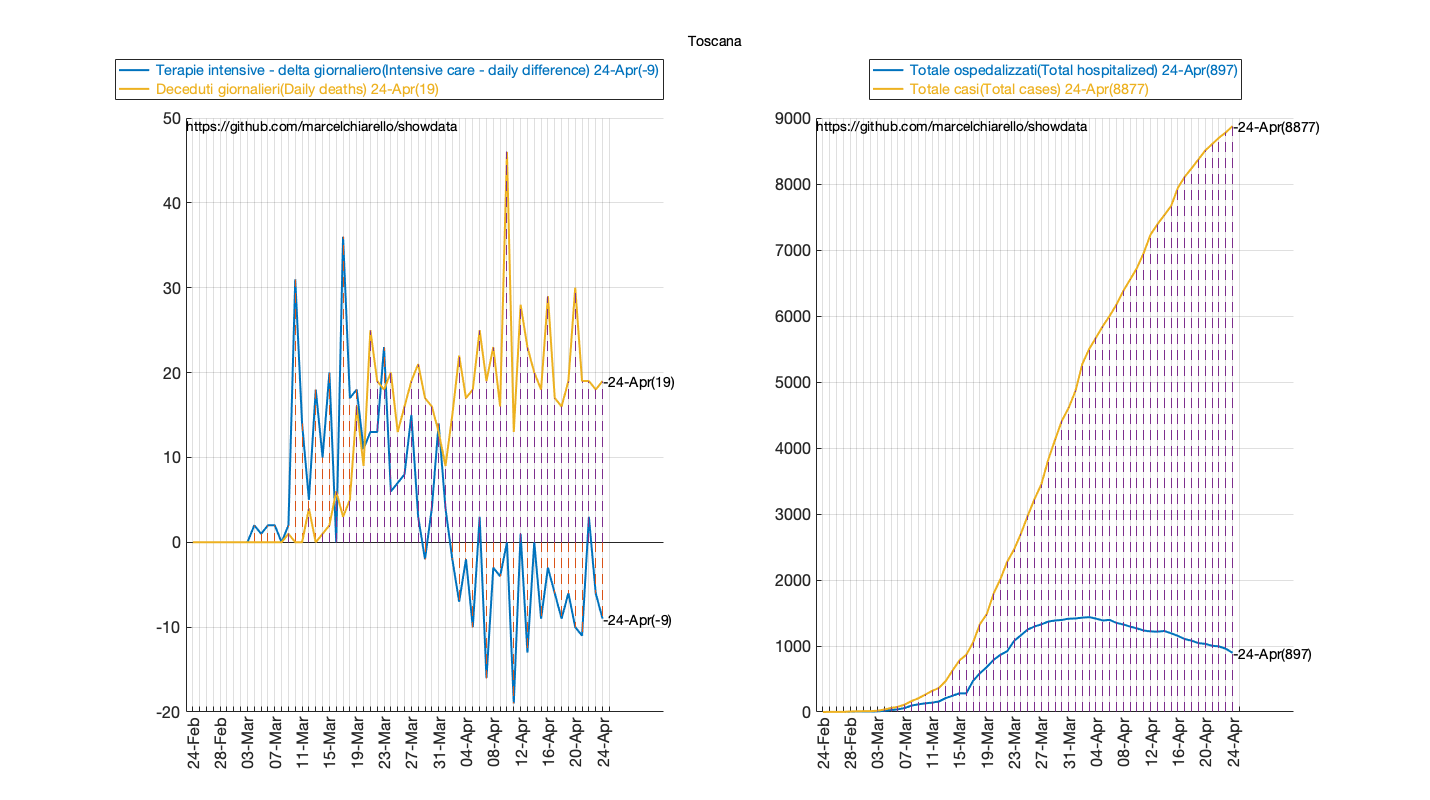 Toscana
Terapie intensive - delta giornaliero(Intensive care - daily difference) 24-Apr(-9)
Deceduti giornalieri(Daily deaths) 24-Apr(19)
https://github.com/marcelchiarello/showdata
50
40
30
20
10
0
-10
-20
-24-Apr(19)
-24-Apr(-9)
24-Feb
28-Feb
03-Mar
07-Mar
11-Mar
15-Mar
19-Mar
23-Mar
27-Mar
31-Mar
04-Apr
08-Apr
12-Apr
16-Apr
20-Apr
24-Apr
Totale ospedalizzati(Total hospitalized) 24-Apr(897)
Totale casi(Total cases) 24-Apr(8877)
https://github.com/marcelchiarello/showdata
9000
8000
7000
6000
5000
4000
3000
2000
1000
0
-24-Apr(8877)
-24-Apr(897)
24-Feb
28-Feb
03-Mar
07-Mar
11-Mar
15-Mar
19-Mar
23-Mar
27-Mar
31-Mar
04-Apr
08-Apr
12-Apr
16-Apr
20-Apr
24-Apr